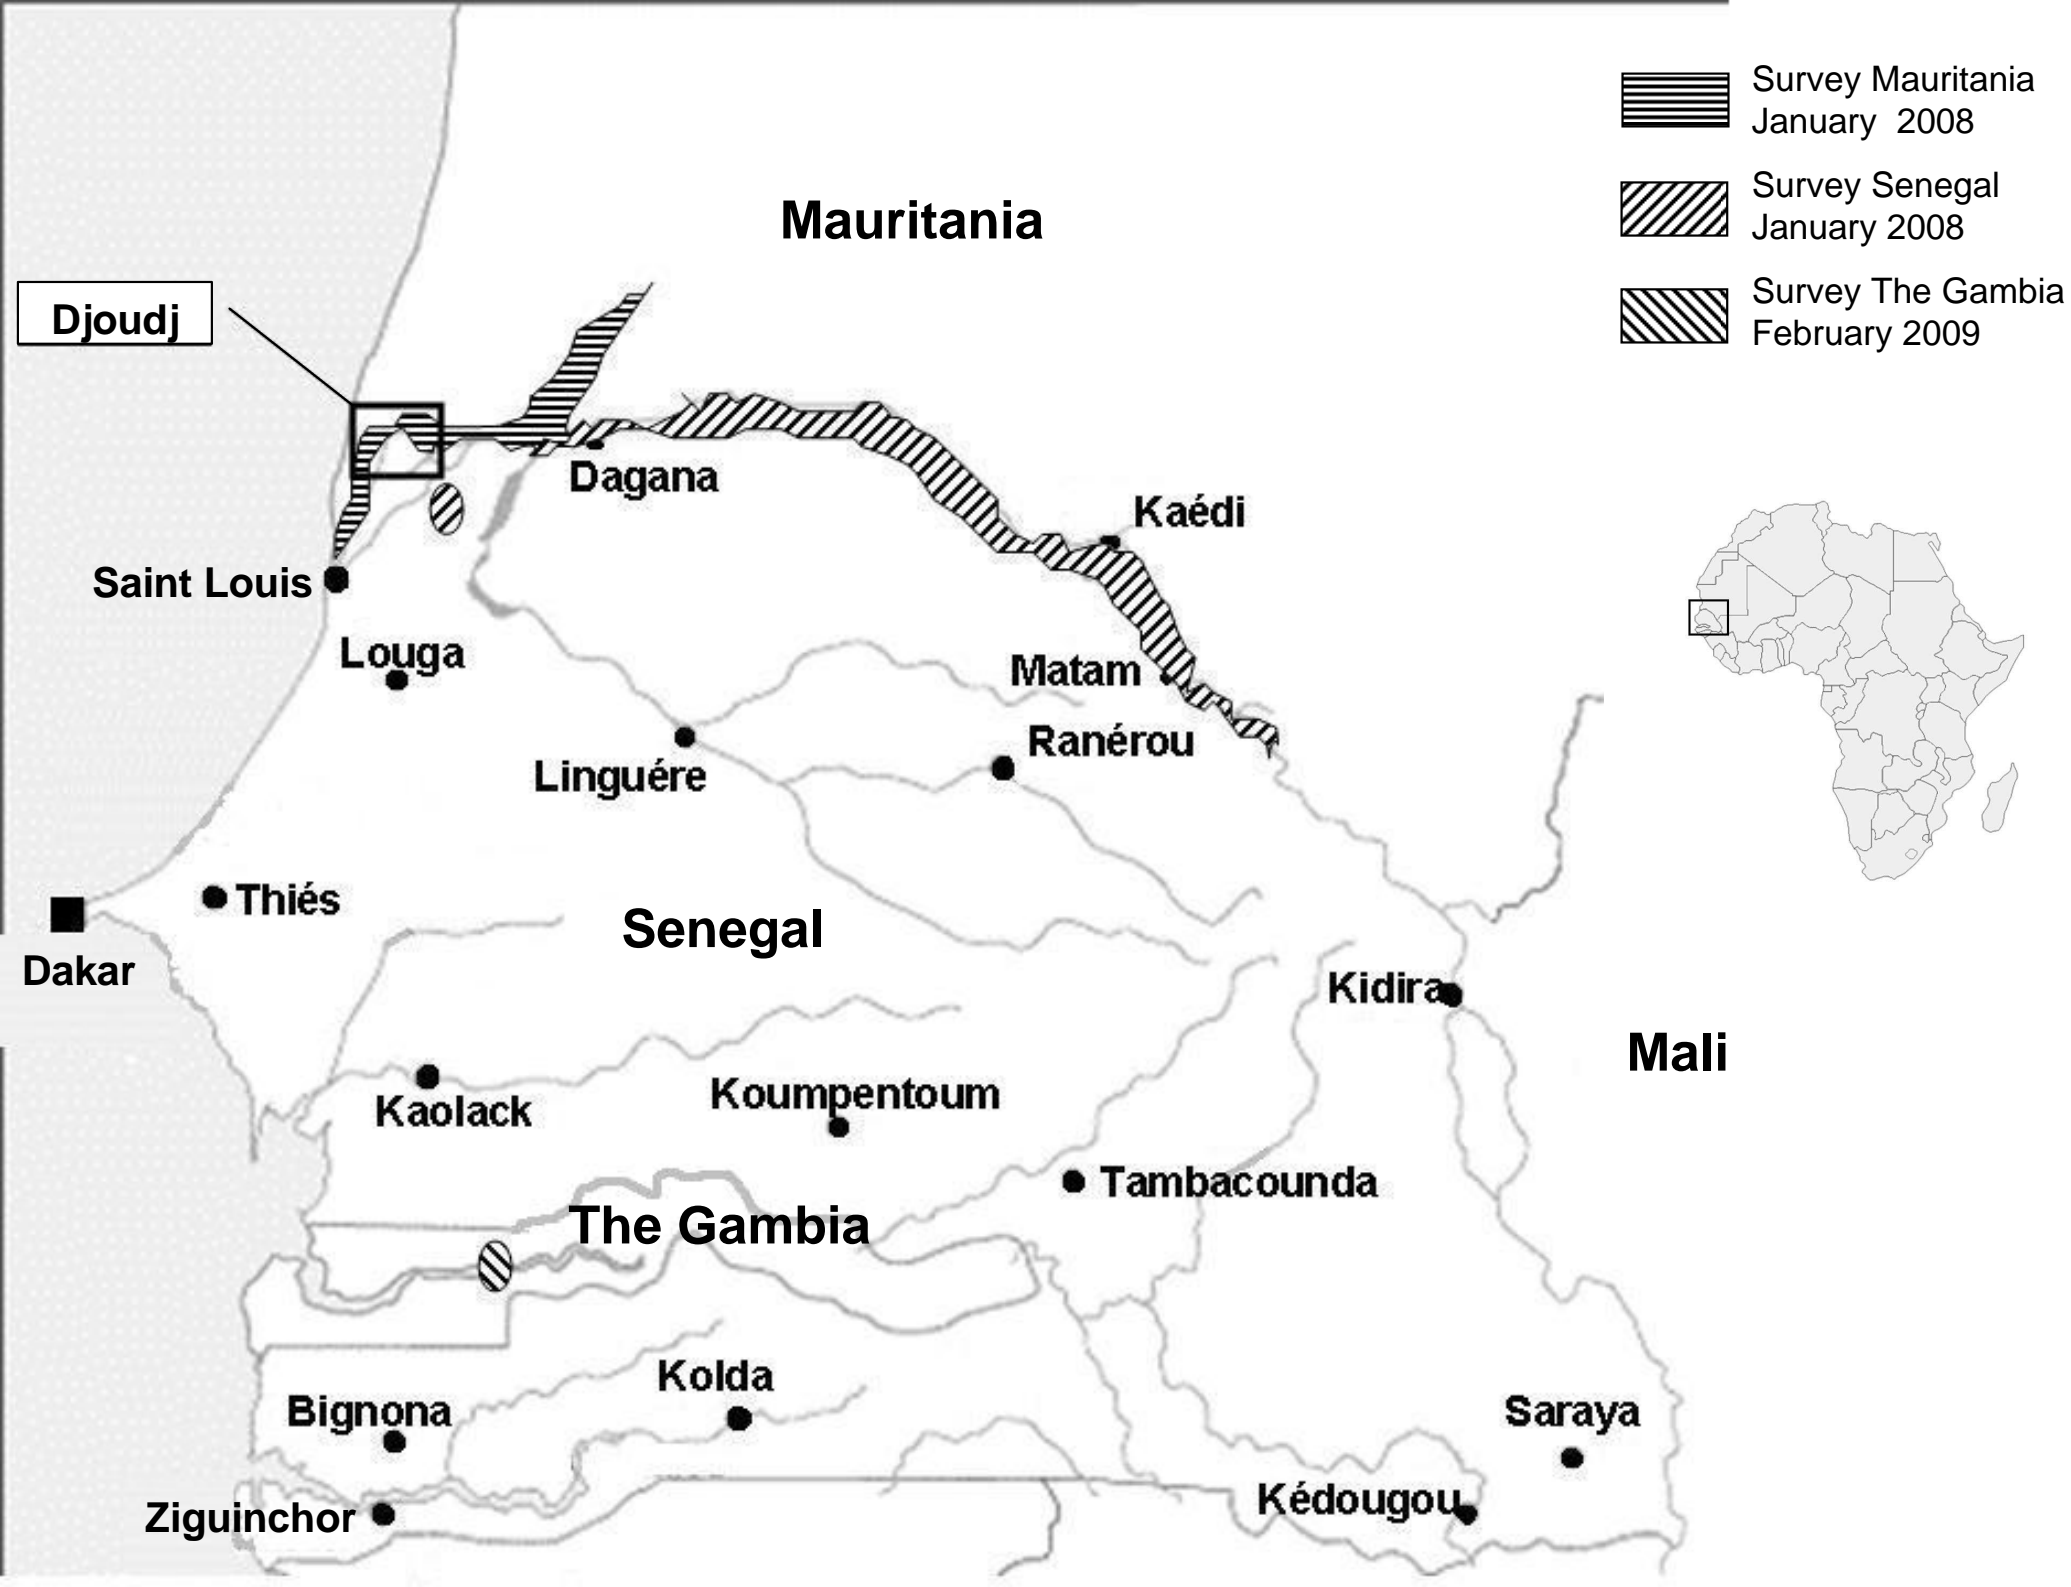 Survey Mauritania
January 2008
Survey Senegal
January 2008
Survey The Gambia
February 2009
Mauritania
Djoudj
Dagana
Kaédi
Saint Louis
Louga
Matam
Ranérou
Linguére
Thiés
Senegal
Dakar
Kidira
Mali
Koumpentoum
Kaolack
Tambacounda
The Gambia
Kolda
Bignona
Saraya
Kédougou
Ziguinchor